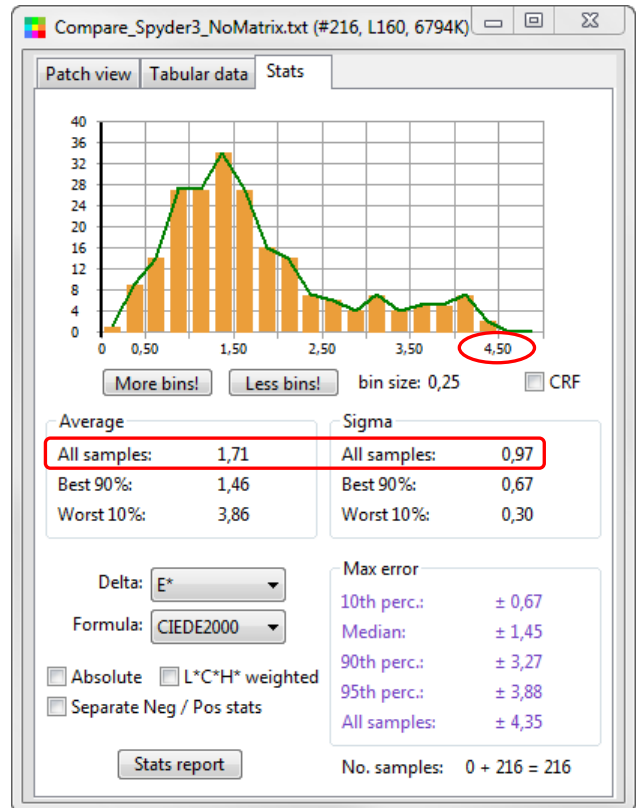 Compare_Spyder3_NoMatrix.txt (#216, L160, 6794K)
Patch view Tabular data Stats
40
36
32
28
24
20
16
12
8
4
0
0 0,50 1,50 2,50 3,50 4,50
More bins! Less bins! bin size: 0,25 CRF
Average Sigma
All samples: 1,71 All samples: 0,97
Best 90%: 1,46 Best 90%: 0,67
Worst 10%: 3,86 Worst 10%: 0,30
Delta: E* Max error
10th perc.: ± 0,67
Formula: CIEDE2000 Median: ± 1,45
90th perc.: ± 3,27
Absolute L*C*H* weighted
95th perc.: ± 3,88
Separate Neg / Pos stats
All samples: ± 4,35
Stats report No. samples: 0 + 216 = 216